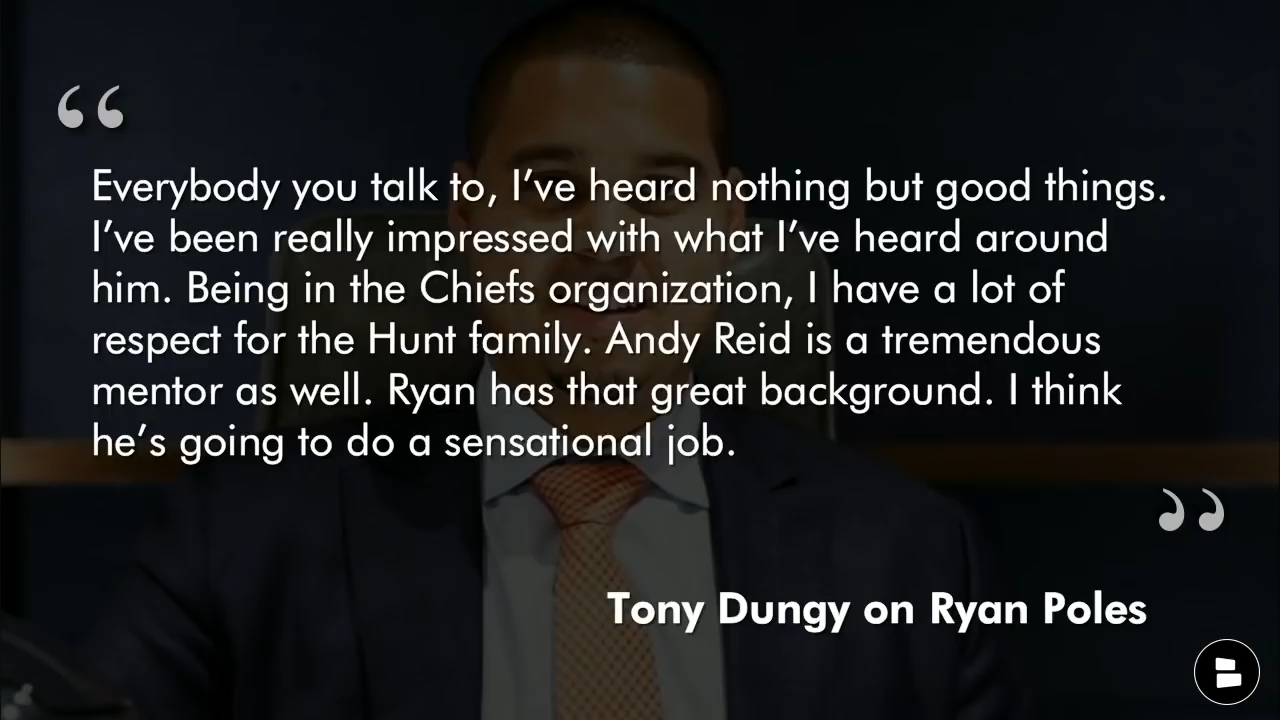 “
Everybody you talk to, I’ve heard nothing but good things.
I’ve been really impressed with what I’ve heard around
him. Being in the Chiefs organization, I have a lot of
respect for the Hunt family. Andy Reid is a tremendous
mentor as well. Ryan has that great background. I think
he’s going to do a sensational job.
”
Tony Dungy on Ryan Poles